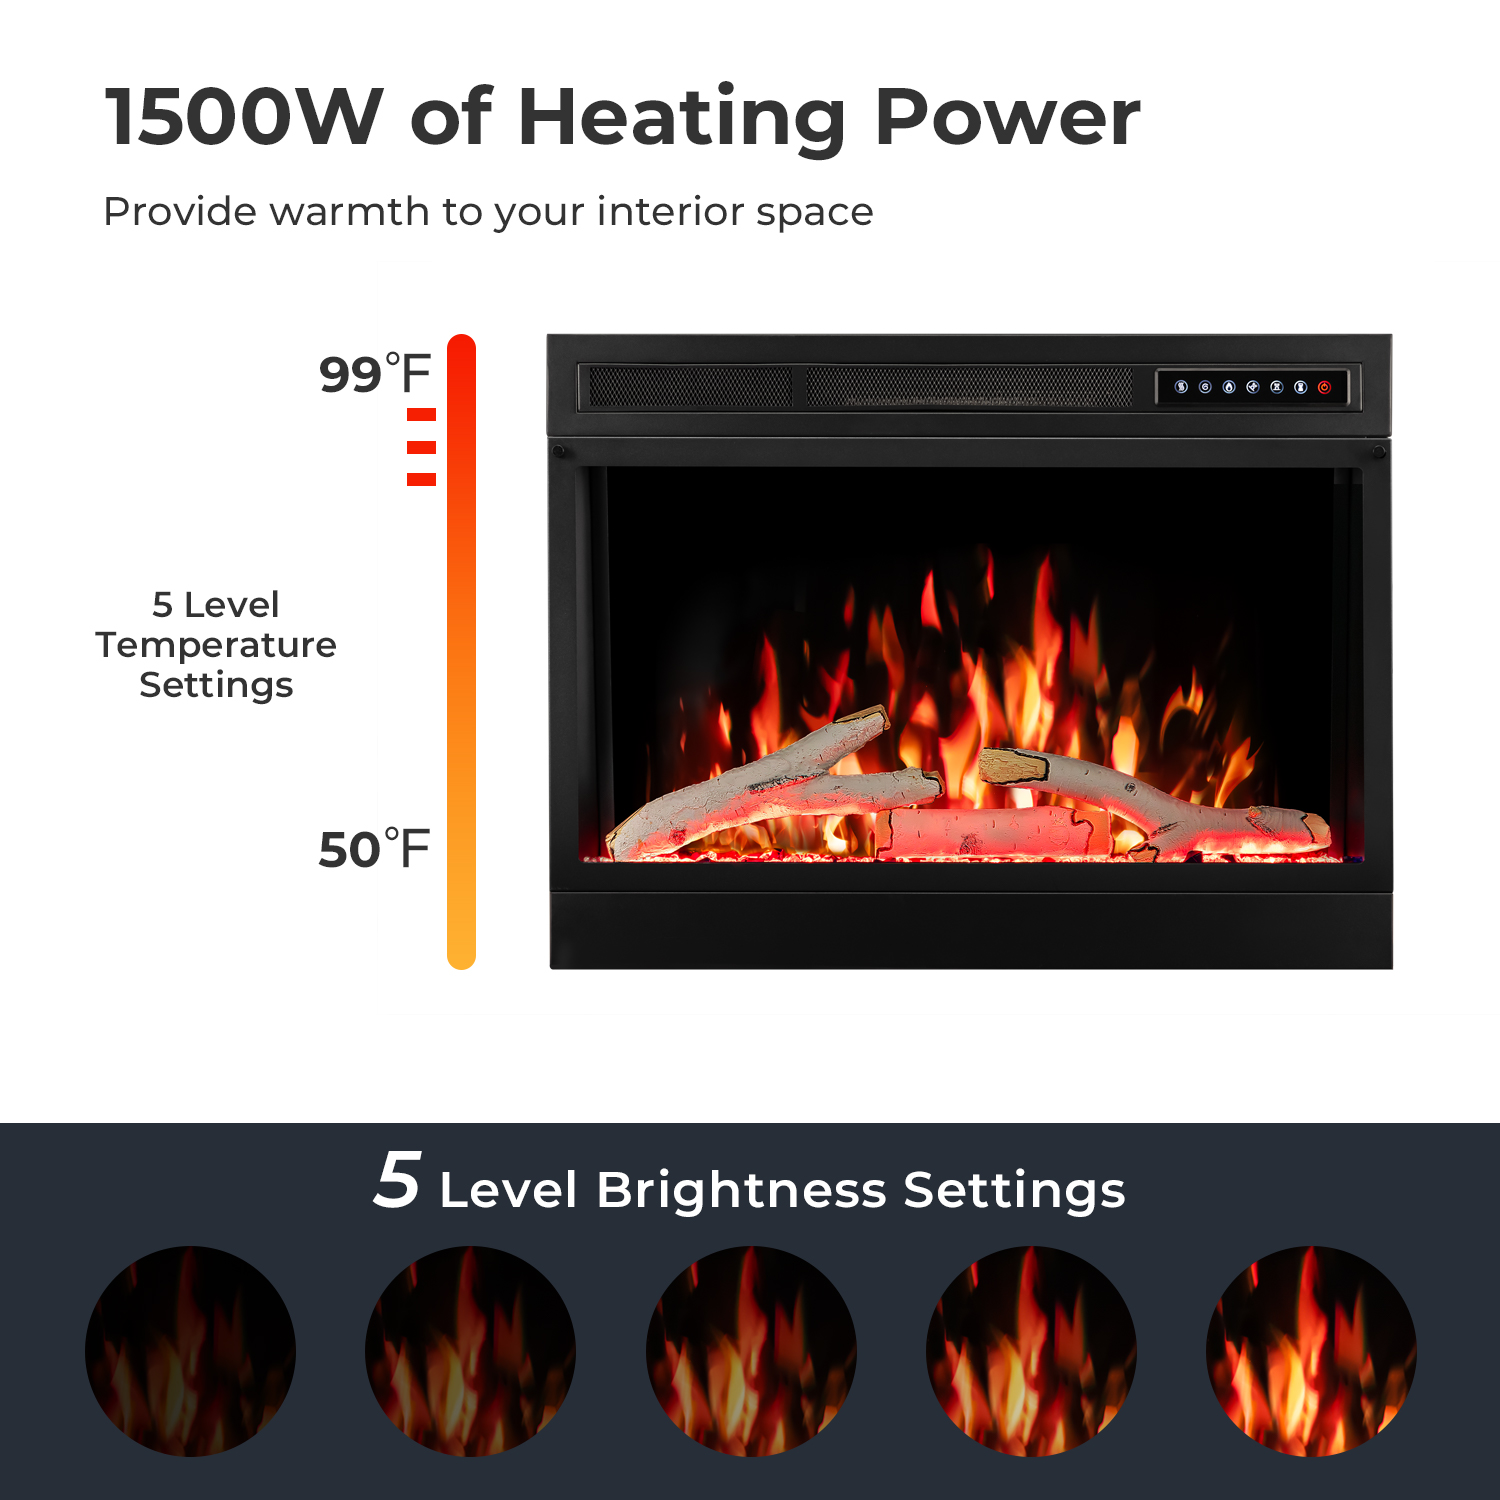 1500W of Heating Power
Provide warmth to your interior space
99°F
5 Level
Temperature
Settings
50°F
5 Level Brightness Settings